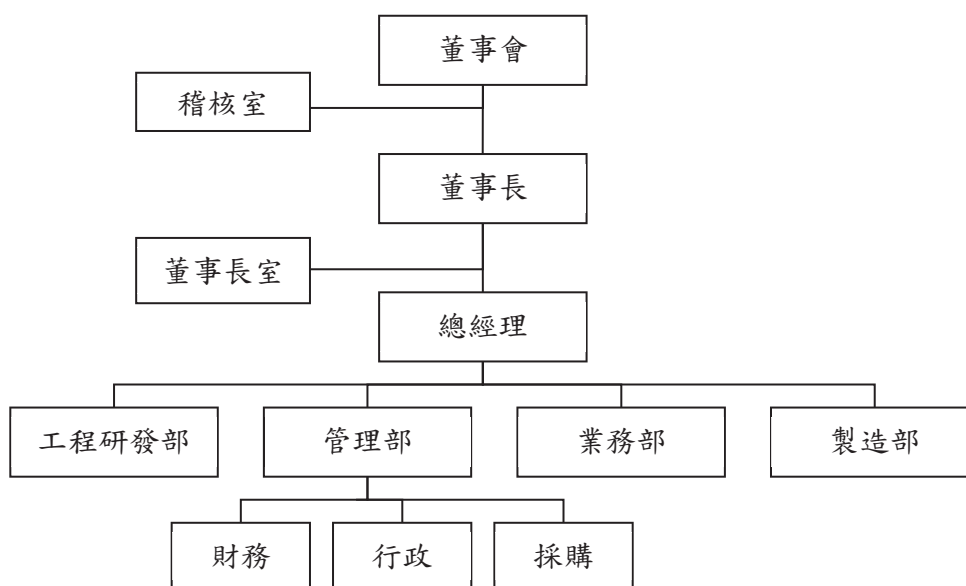 董事會
稽核室
董事長
董事長室
總經理
工程研發部
管理部
業務部
製造部
財務
行政
採購